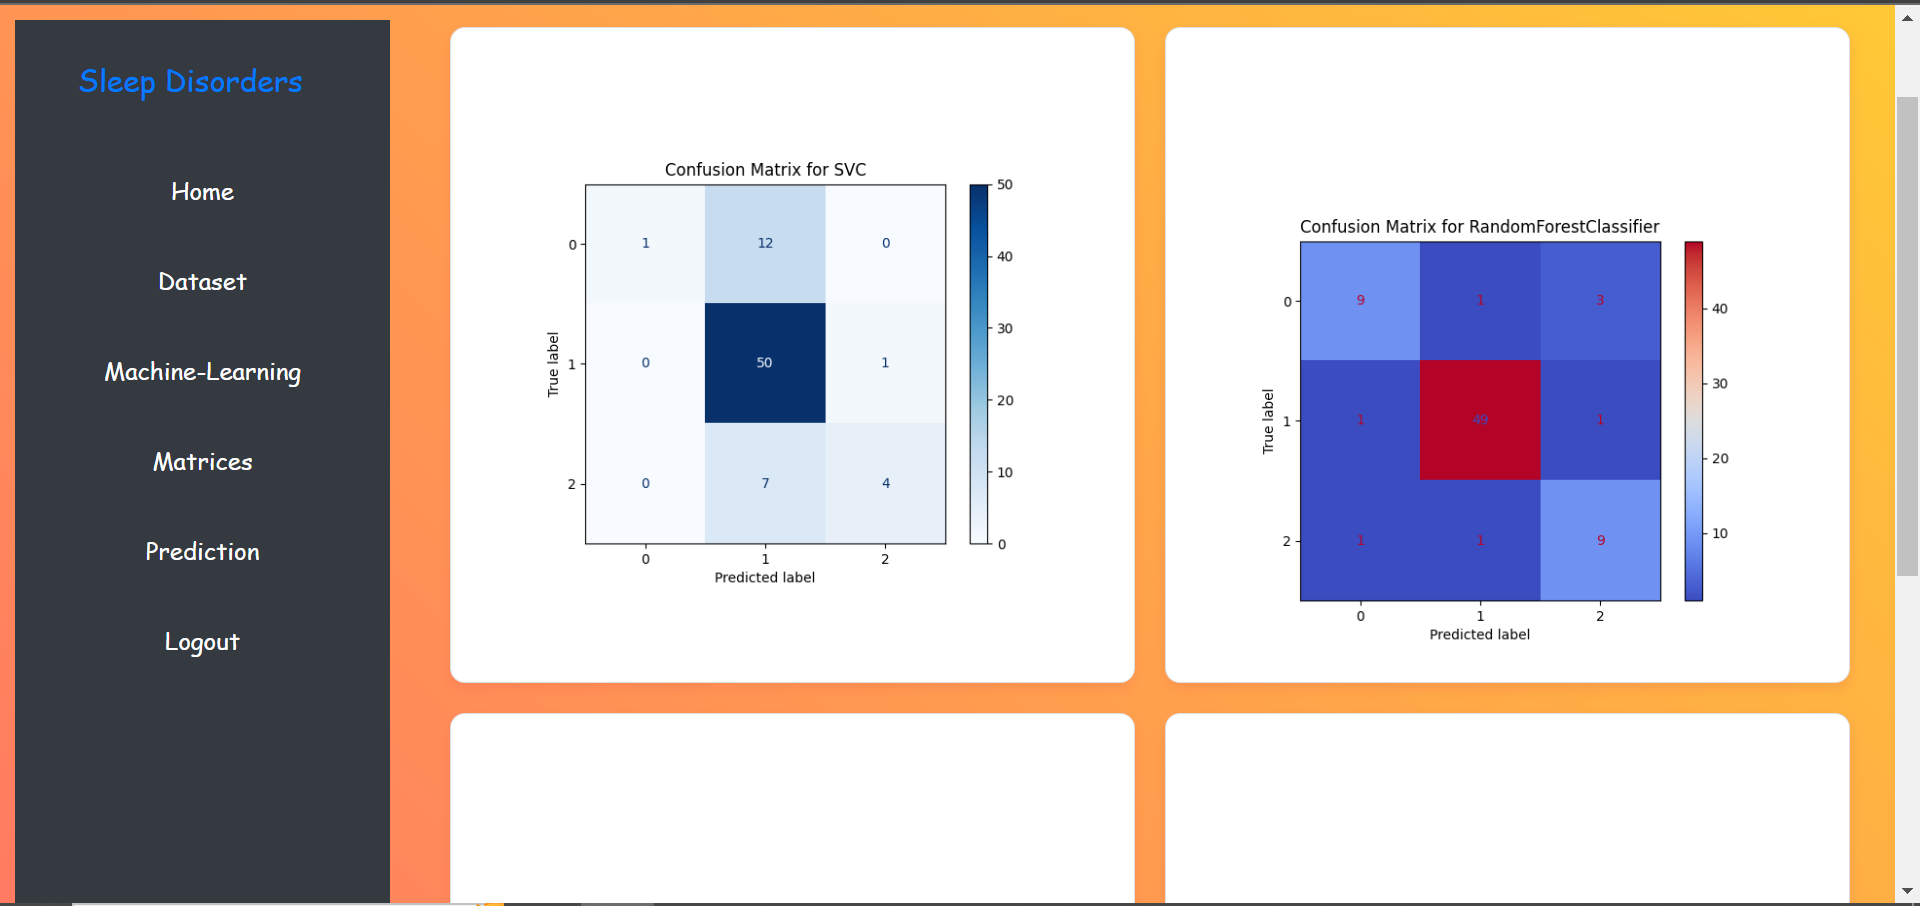 Sleep Disorders
Home
Dataset
Machine-Learning
Matrices
Prediction
Logout
Confusion Matrix for SVC
50
40
30
20
10
0
True label
0
1
2
1 12 0
0 50 1
0 7 4
0 1 2
Predicted label
Confusion Matrix for RandomForestClassifier
40
30
20
10
True label
0
1
2
9 1 3
1 49 1
1 1 9
0 1 2
Predicted label